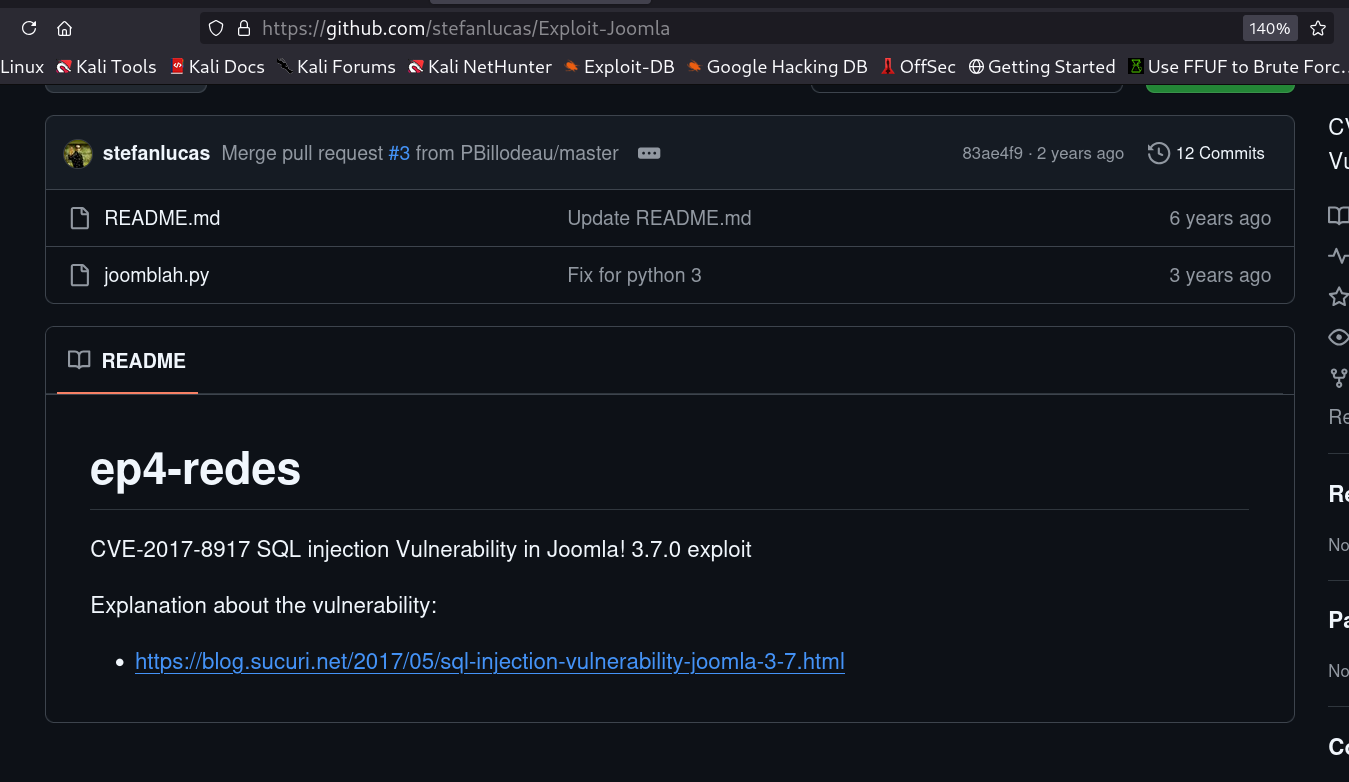 https://github.com/stefanlucas/Exploit-Joomla 140%
Linux Kali Tools Kali Docs Kali Forums Kali NetHunter Exploit-DB Google Hacking DB OffSec Getting Started Use FFUF to Brute Forc…
stefanlucas Merge pull request #3 from PBillodeau/master 83ae4f9 · 2 years ago 12 Commits
README.md Update README.md 6 years ago
joomblah.py Fix for python 3 3 years ago
README
ep4-redes
CVE-2017-8917 SQL injection Vulnerability in Joomla! 3.7.0 exploit
Explanation about the vulnerability:
https://blog.sucuri.net/2017/05/sql-injection-vulnerability-joomla-3-7.html